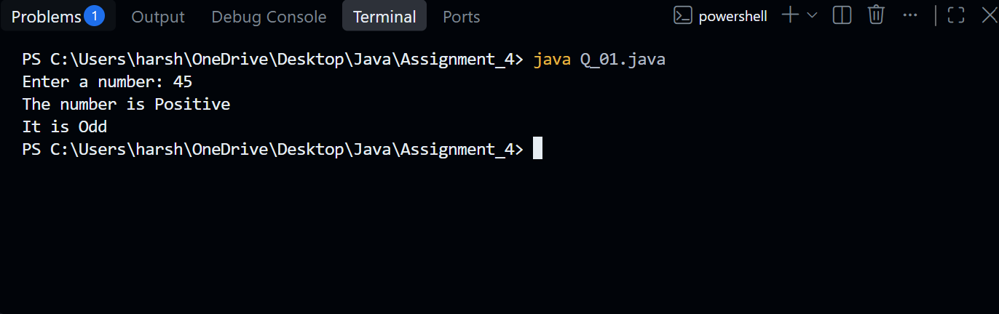 Problems 1 Output Debug Console Terminal Ports powershell
PS C:\Users\harsh\OneDrive\Desktop\Java\Assignment_4> java Q_01.java
Enter a number: 45
The number is Positive
It is Odd
PS C:\Users\harsh\OneDrive\Desktop\Java\Assignment_4>